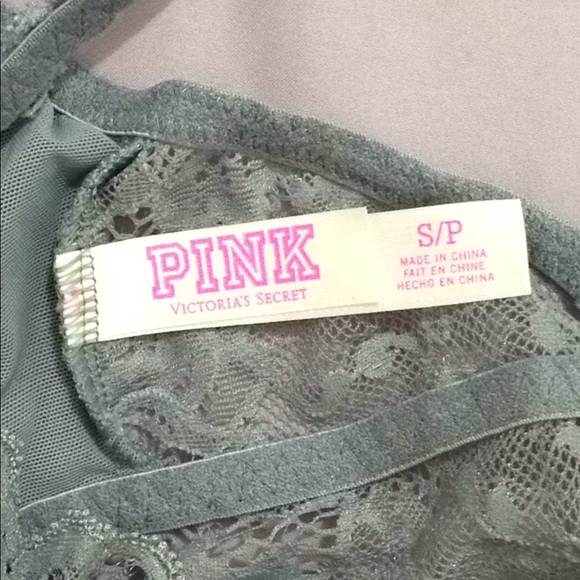 PINK
VICTORIA'S SECRET
S/P
MADE IN CHINA
FAIT EN CHINE
HECHO EN CHINA